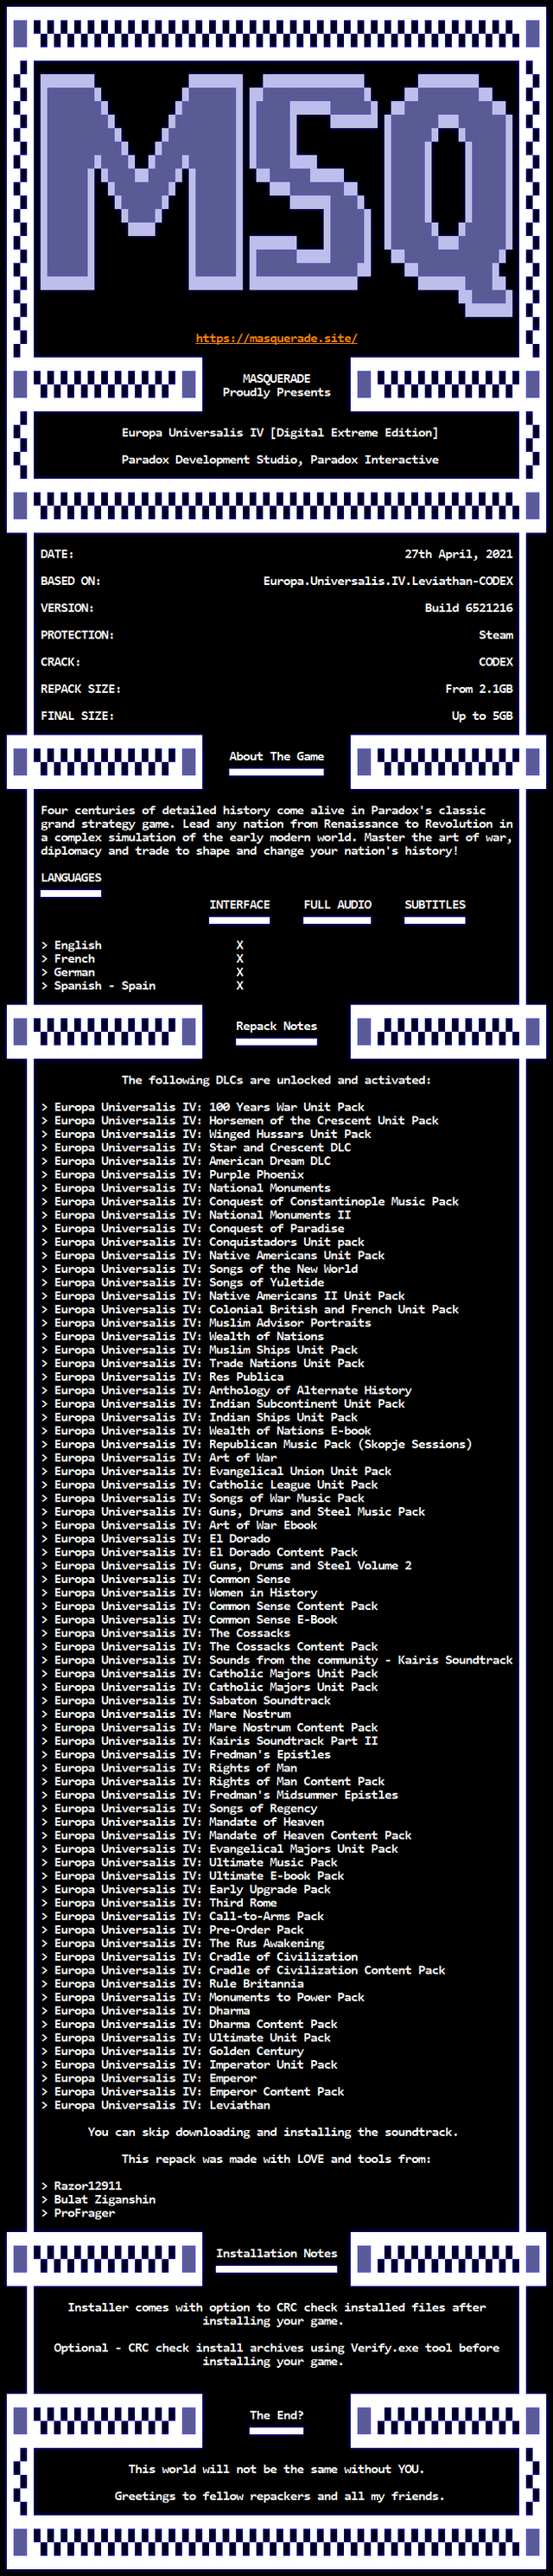 MSQ
https://masquerade.site/
MASQUERADE
Proudly Presents
Europa Universalis IV [Digital Extreme Edition]
Paradox Development Studio, Paradox Interactive
DATE: 27th April, 2021
BASED ON: Europa.Universalis.IV.Leviathan-CODEX
VERSION: Build 6521216
PROTECTION: Steam
CRACK: CODEX
REPACK SIZE: From 2.1GB
FINAL SIZE: Up to 5GB
About The Game
Four centuries of detailed history come alive in Paradox's classic
grand strategy game. Lead any nation from Renaissance to Revolution in
a complex simulation of the early modern world. Master the art of war,
diplomacy and trade to shape and change your nation's history!
LANGUAGES
INTERFACE FULL AUDIO SUBTITLES
> English X
> French X
> German X
> Spanish - Spain X
Repack Notes
The following DLCs are unlocked and activated:
> Europa Universalis IV: 100 Years War Unit Pack
> Europa Universalis IV: Horsemen of the Crescent Unit Pack
> Europa Universalis IV: Winged Hussars Unit Pack
> Europa Universalis IV: Star and Crescent DLC
> Europa Universalis IV: American Dream DLC
> Europa Universalis IV: Purple Phoenix
> Europa Universalis IV: National Monuments
> Europa Universalis IV: Conquest of Constantinople Music Pack
> Europa Universalis IV: National Monuments II
> Europa Universalis IV: Conquest of Paradise
> Europa Universalis IV: Conquistadors Unit pack
> Europa Universalis IV: Native Americans Unit Pack
> Europa Universalis IV: Songs of the New World
> Europa Universalis IV: Songs of Yuletide
> Europa Universalis IV: Native Americans II Unit Pack
> Europa Universalis IV: Colonial British and French Unit Pack
> Europa Universalis IV: Muslim Advisor Portraits
> Europa Universalis IV: Wealth of Nations
> Europa Universalis IV: Muslim Ships Unit Pack
> Europa Universalis IV: Trade Nations Unit Pack
> Europa Universalis IV: Res Publica
> Europa Universalis IV: Anthology of Alternate History
> Europa Universalis IV: Indian Subcontinent Unit Pack
> Europa Universalis IV: Indian Ships Unit Pack
> Europa Universalis IV: Wealth of Nations E-book
> Europa Universalis IV: Republican Music Pack (Skopje Sessions)
> Europa Universalis IV: Art of War
> Europa Universalis IV: Evangelical Union Unit Pack
> Europa Universalis IV: Catholic League Unit Pack
> Europa Universalis IV: Songs of War Music Pack
> Europa Universalis IV: Guns, Drums and Steel Music Pack
> Europa Universalis IV: Art of War Ebook
> Europa Universalis IV: El Dorado
> Europa Universalis IV: El Dorado Content Pack
> Europa Universalis IV: Guns, Drums and Steel Volume 2
> Europa Universalis IV: Common Sense
> Europa Universalis IV: Women in History
> Europa Universalis IV: Common Sense Content Pack
> Europa Universalis IV: Common Sense E-Book
> Europa Universalis IV: The Cossacks
> Europa Universalis IV: The Cossacks Content Pack
> Europa Universalis IV: Sounds from the community - Kairis Soundtrack
> Europa Universalis IV: Catholic Majors Unit Pack
> Europa Universalis IV: Catholic Majors Unit Pack
> Europa Universalis IV: Sabaton Soundtrack
> Europa Universalis IV: Mare Nostrum
> Europa Universalis IV: Mare Nostrum Content Pack
> Europa Universalis IV: Kairis Soundtrack Part II
> Europa Universalis IV: Fredman's Epistles
> Europa Universalis IV: Rights of Man
> Europa Universalis IV: Rights of Man Content Pack
> Europa Universalis IV: Fredman's Midsummer Epistles
> Europa Universalis IV: Songs of Regency
> Europa Universalis IV: Mandate of Heaven
> Europa Universalis IV: Mandate of Heaven Content Pack
> Europa Universalis IV: Evangelical Majors Unit Pack
> Europa Universalis IV: Ultimate Music Pack
> Europa Universalis IV: Ultimate E-book Pack
> Europa Universalis IV: Early Upgrade Pack
> Europa Universalis IV: Third Rome
> Europa Universalis IV: Call-to-Arms Pack
> Europa Universalis IV: Pre-Order Pack
> Europa Universalis IV: The Rus Awakening
> Europa Universalis IV: Cradle of Civilization
> Europa Universalis IV: Cradle of Civilization Content Pack
> Europa Universalis IV: Rule Britannia
> Europa Universalis IV: Monuments to Power Pack
> Europa Universalis IV: Dharma
> Europa Universalis IV: Dharma Content Pack
> Europa Universalis IV: Ultimate Unit Pack
> Europa Universalis IV: Golden Century
> Europa Universalis IV: Imperator Unit Pack
> Europa Universalis IV: Emperor
> Europa Universalis IV: Emperor Content Pack
> Europa Universalis IV: Leviathan
You can skip downloading and installing the soundtrack.
This repack was made with LOVE and tools from:
> Razor12911
> Bulat Ziganshin
> ProFrager
Installation Notes
Installer comes with option to CRC check installed files after
installing your game.
Optional - CRC check install archives using Verify.exe tool before
installing your game.
The End?
This world will not be the same without YOU.
Greetings to fellow repackers and all my friends.